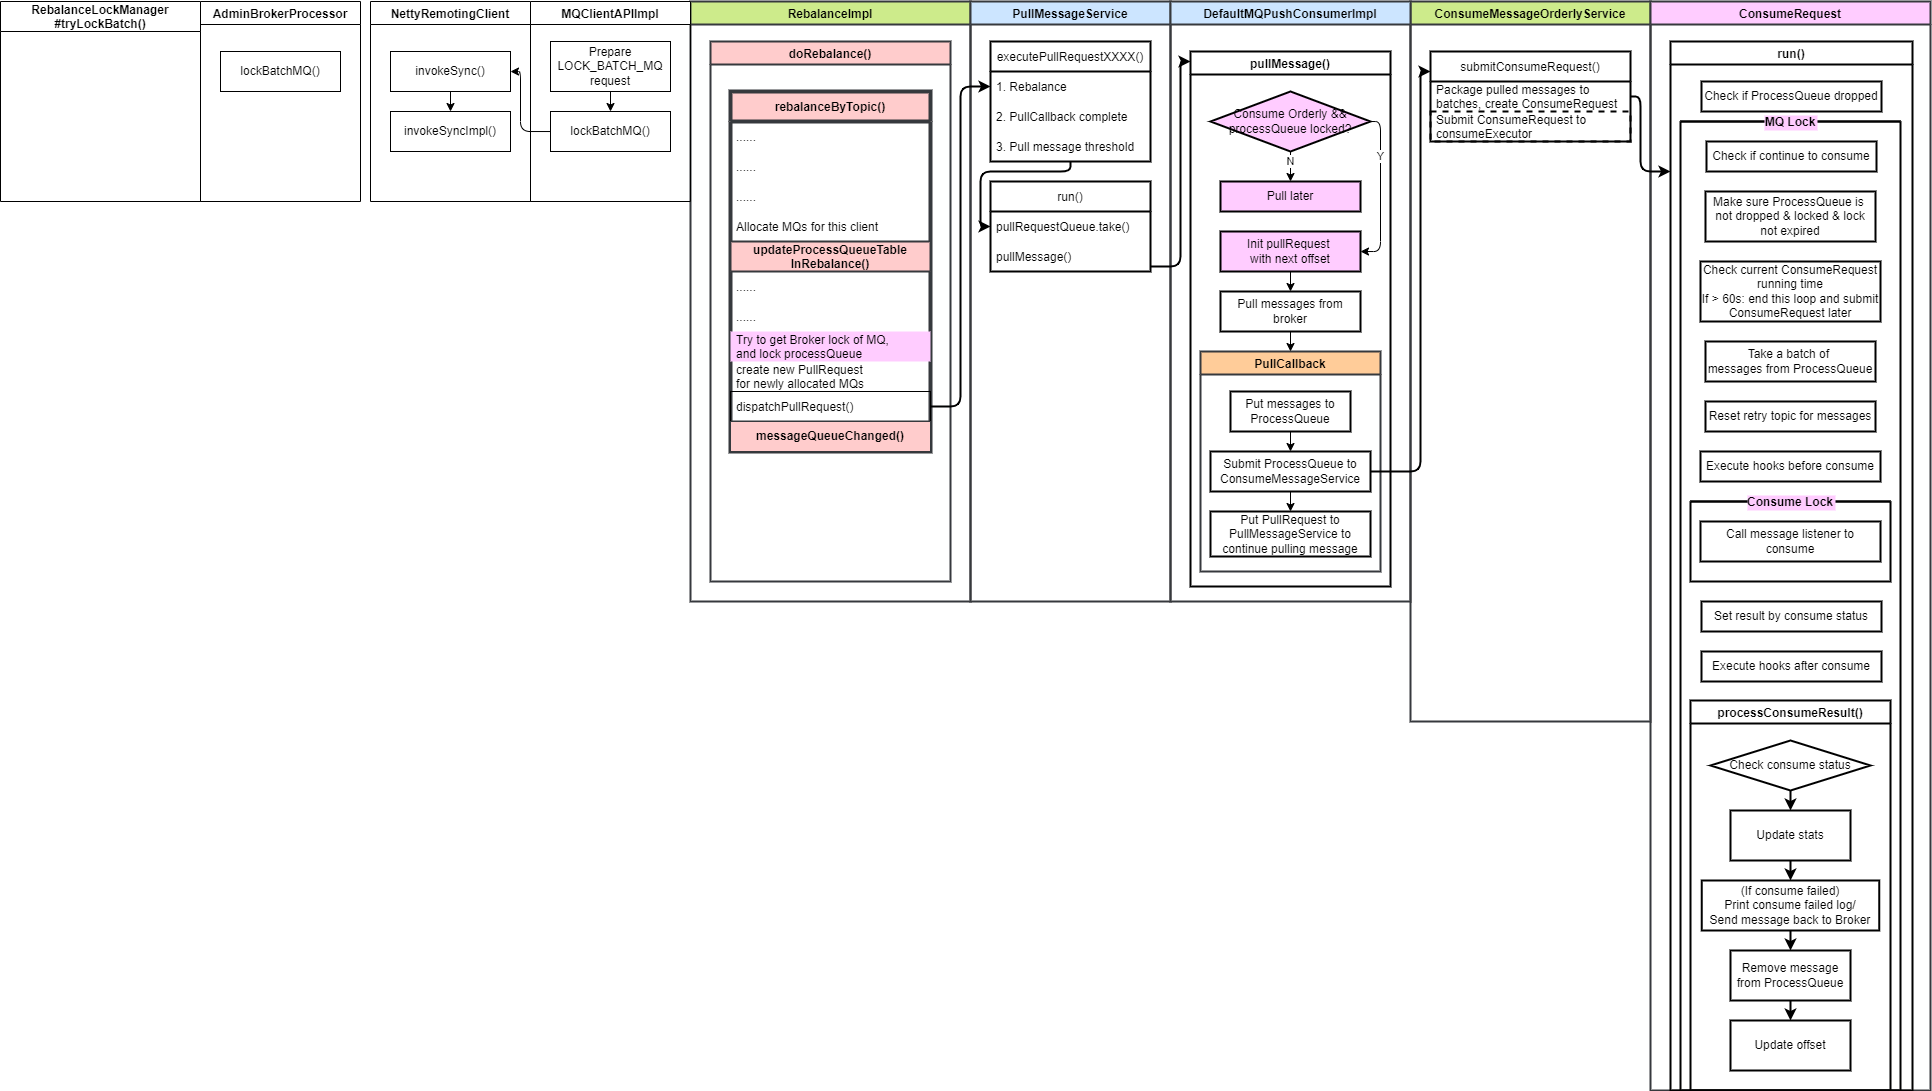 RebalanceLockManager
#tryLockBatch()
AdminBrokerProcessor
lockBatchMQ()
NettyRemotingClient
invokeSync()
invokeSyncImpl()
MQClientAPIImpl
Prepare
LOCK_BATCH_MQ
request
lockBatchMQ()
RebalanceImpl
doRebalance()
rebalanceByTopic()
......
......
......
Allocate MQs for this client
updateProcessQueueTable
InRebalance()
......
......
Try to get Broker lock of MQ,
and lock processQueue
create new PullRequest
for newly allocated MQs
dispatchPullRequest()
messageQueueChanged()
PullMessageService
executePullRequestXXXX()
1. Rebalance
2. PullCallback complete
3. Pull message threshold
run()
pullRequestQueue.take()
pullMessage()
DefaultMQPushConsumerImpl
pullMessage()
Consume Orderly &&
processQueue locked?
Y
N
Pull later
Init pullRequest
with next offset
Pull messages from
broker
PullCallback
Put messages to
ProcessQueue
Submit ProcessQueue to
ConsumeMessageService
Put PullRequest to
PullMessageService to
continue pulling message
ConsumeMessageOrderlyService
submitConsumeRequest()
Package pulled messages to
batches, create ConsumeRequest
Submit ConsumeRequest to
consumeExecutor
ConsumeRequest
run()
Check if ProcessQueue dropped
MQ Lock
Check if continue to consume
Make sure ProcessQueue is
not dropped & locked & lock
not expired
Check current ConsumeRequest
running time
If > 60s: end this loop and submit
ConsumeRequest later
Take a batch of
messages from ProcessQueue
Reset retry topic for messages
Execute hooks before consume
Consume Lock
Call message listener to
consume
Set result by consume status
Execute hooks after consume
processConsumeResult()
Check consume status
Update stats
(If consume failed)
Print consume failed log/
Send message back to Broker
Remove message
from ProcessQueue
Update offset